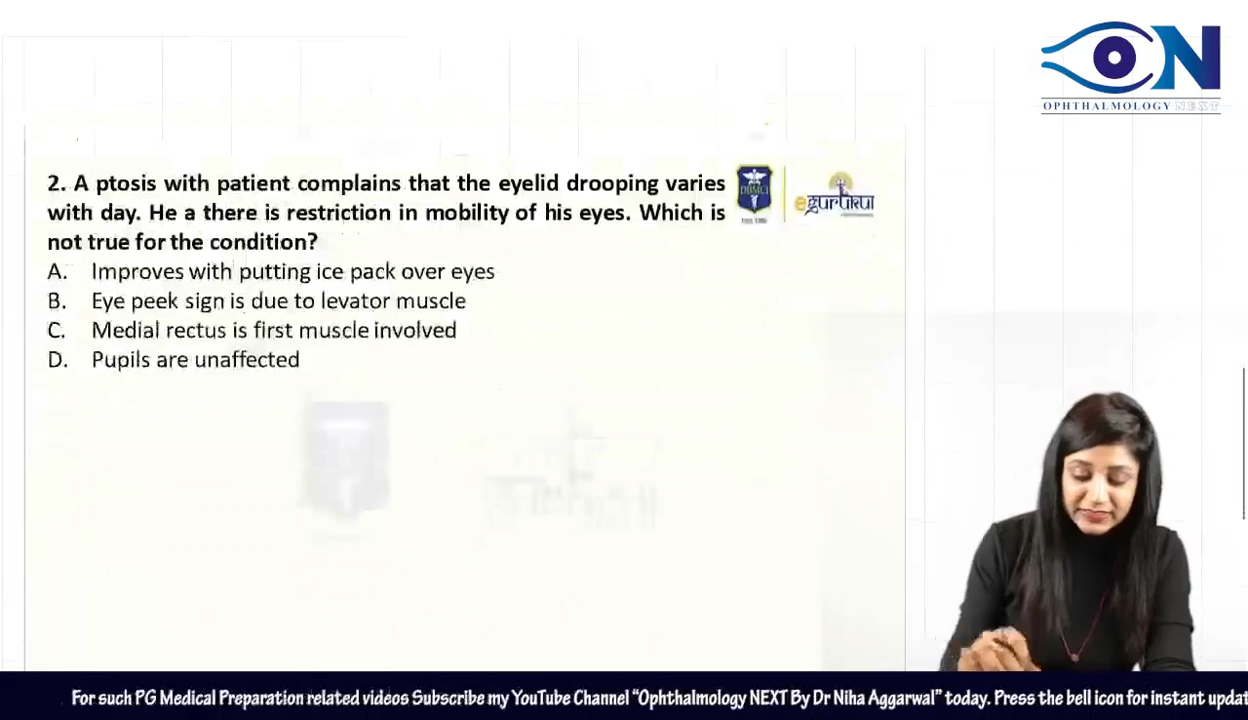 ON
OPHTHALMOLOGY NEXT
2. A ptosis with patient complains that the eyelid drooping varies
with day. He a there is restriction in mobility of his eyes. Which is
not true for the condition?
DBMCI
egurukul
A. Improves with putting ice pack over eyes
B. Eye peek sign is due to levator muscle
C. Medial rectus is first muscle involved
D. Pupils are unaffected
For such PG Medical Preparation related videos Subscribe my YouTube Channel "Ophthalmology NEXT By Dr Niha Aggarwal" today. Press the bell icon for instant updat